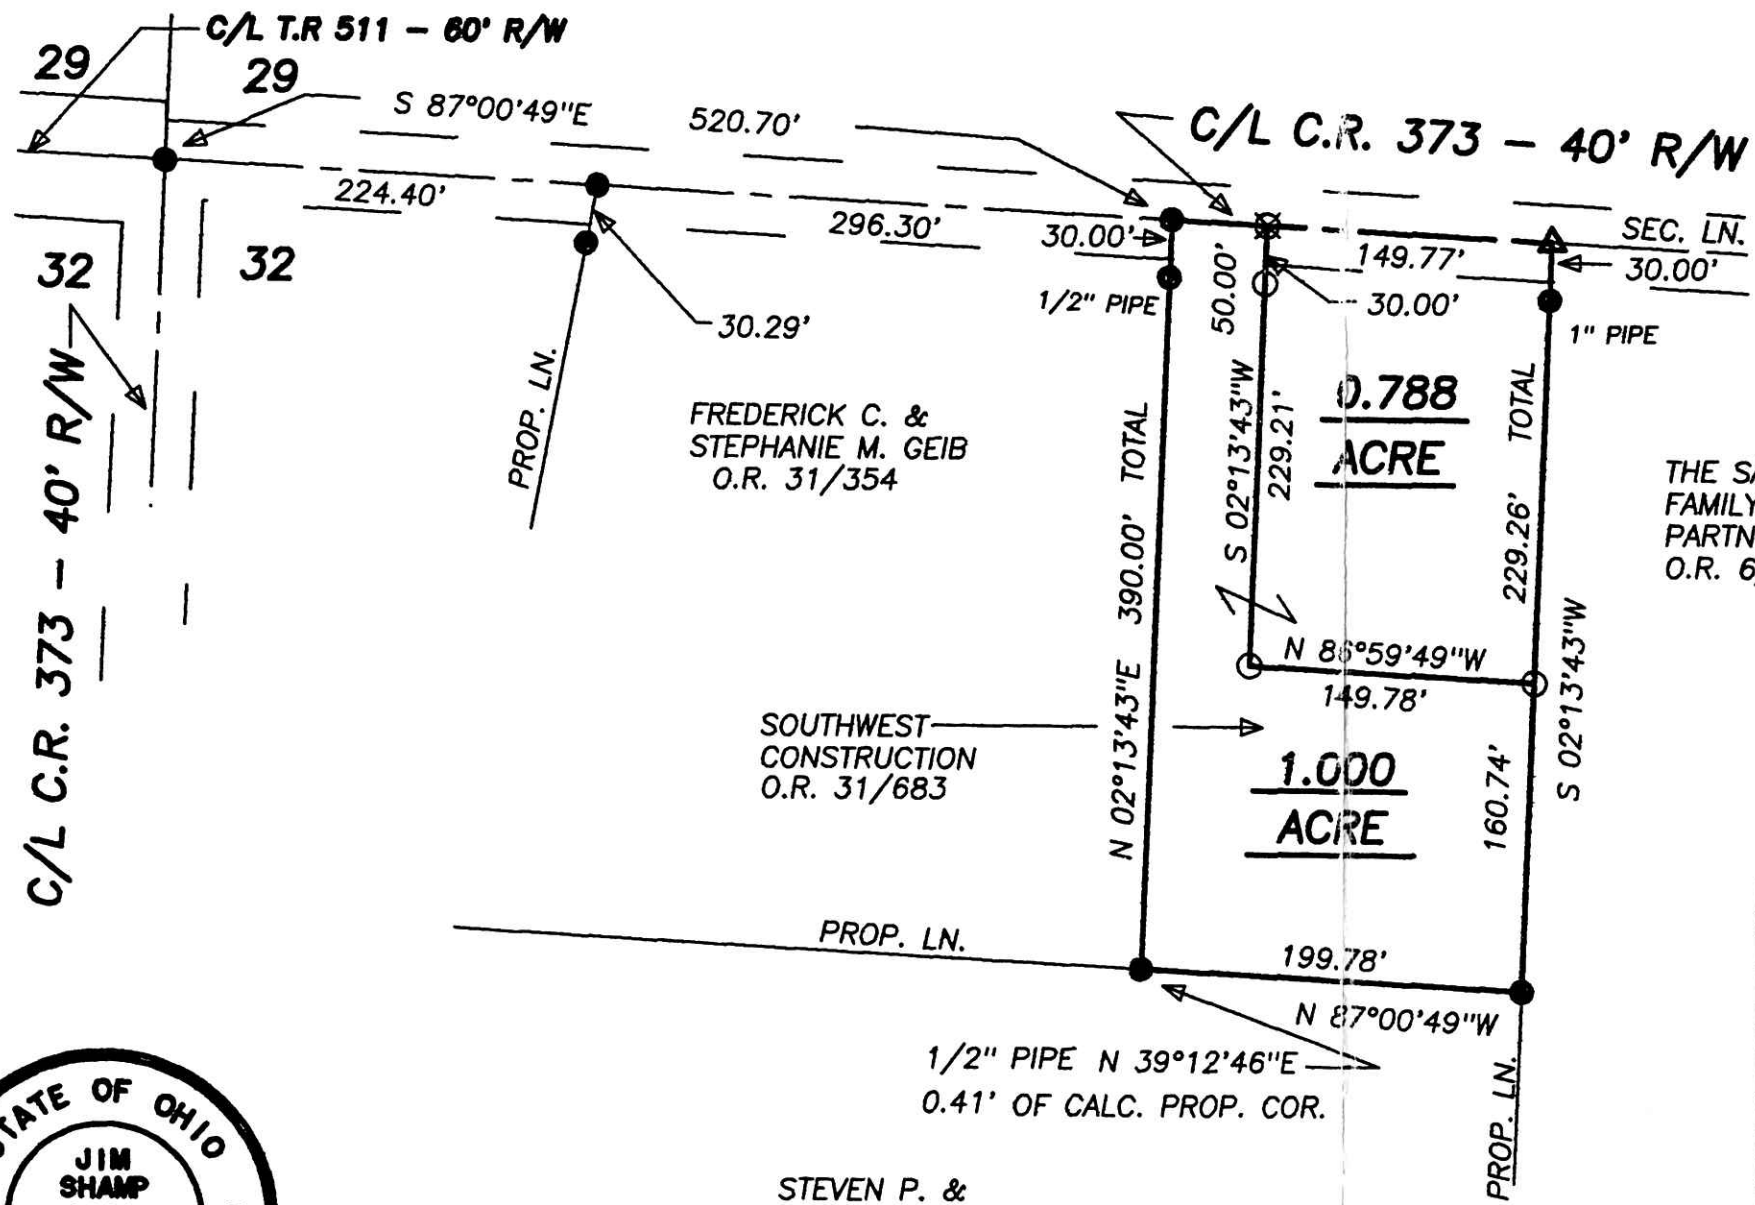 C/L T.R 511 - 60' R/W
29
29
S 87°00'49"E
520.70'
C/L C.R. 373 - 40' R/W
224.40'
296.30'
30.00'
50.00'
149.77'
SEC. LN.
30.00'
32
32
1/2" PIPE
30.00'
30.29'
1" PIPE
C/L C.R. 373 - 40' R/W
PROP. LN.
FREDERICK C. &
STEPHANIE M. GEIB
O.R. 31/354
N 02°13'43"E 390.00' TOTAL
S 02°13'43"W
229.21'
0.788
ACRE
229.26' TOTAL
THE
FAMILY
O.R.
N 86°59'49"W
149.78'
S 02°13'43"W
SOUTHWEST
CONSTRUCTION
O.R. 31/683
1.000
ACRE
160.74'
PROP. LN.
199.78'
N 87°00'49"W
1/2" PIPE N 39°12'46"E
0.41' OF CALC. PROP. COR.
PROP. LN.
STATE OF OHIO
JIM
SHAMP
STEVEN P. &